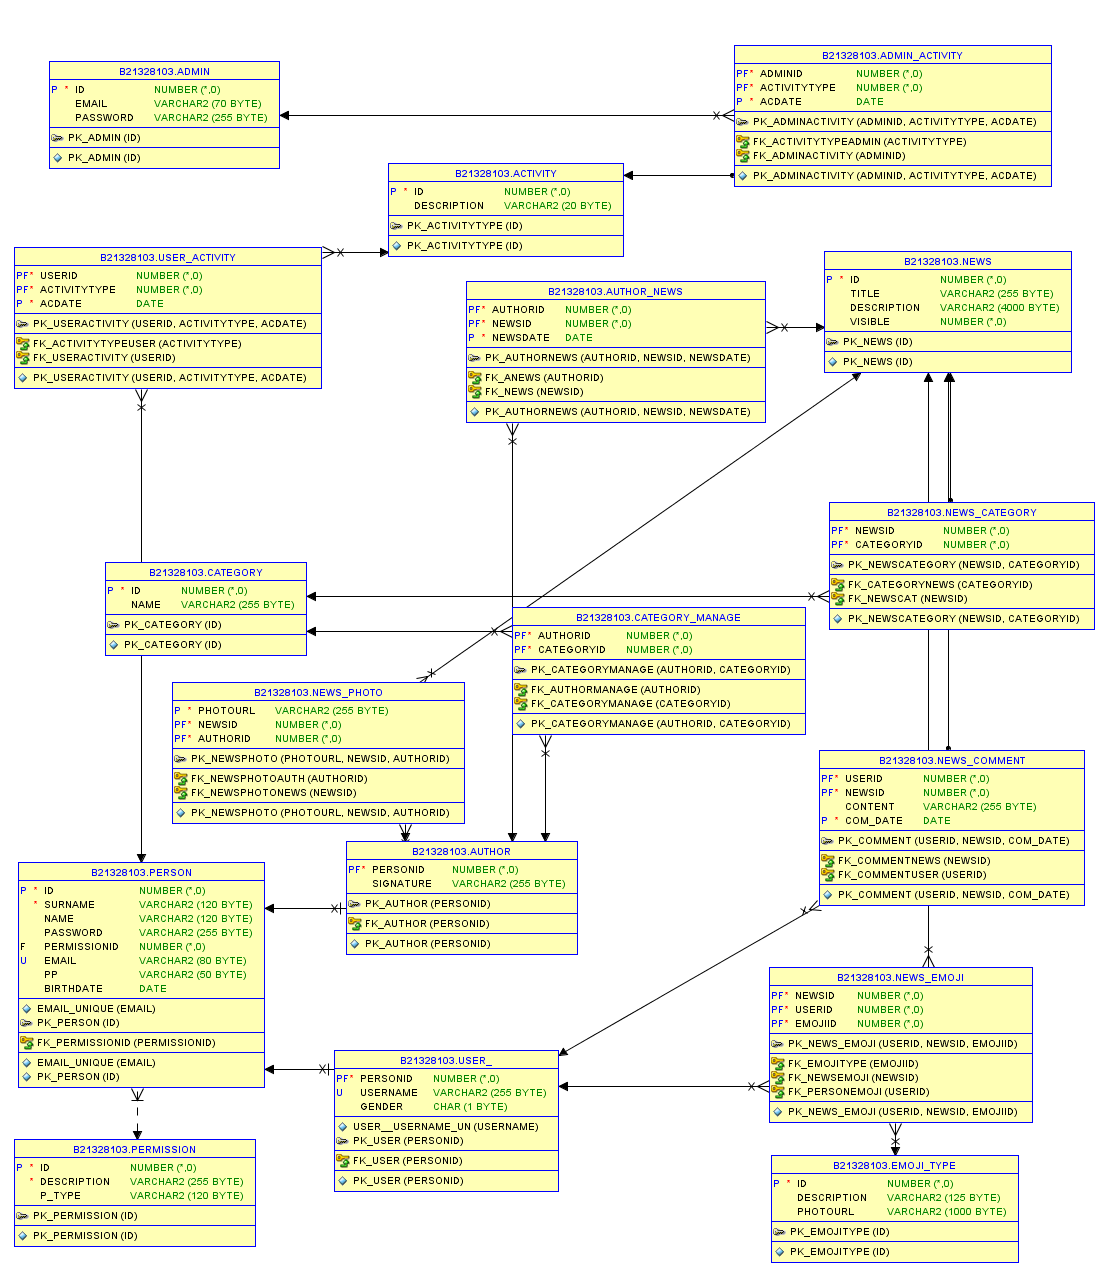 B21328103.ADMIN
P * ID NUMBER (*,0)
EMAIL VARCHAR2 (70 BYTE)
PASSWORD VARCHAR2 (255 BYTE)
PK_ADMIN (ID)
PK_ADMIN (ID)
B21328103.ADMIN_ACTIVITY
PF* ADMINID NUMBER (*,0)
PF* ACTIVITYTYPE NUMBER (*,0)
P * ACDATE DATE
PK_ADMINACTIVITY (ADMINID, ACTIVITYTYPE, ACDATE)
FK_ACTIVITYTYPEADMIN (ACTIVITYTYPE)
FK_ADMINACTIVITY (ADMINID)
PK_ADMINACTIVITY (ADMINID, ACTIVITYTYPE, ACDATE)
B21328103.ACTIVITY
P * ID NUMBER (*,0)
DESCRIPTION VARCHAR2 (20 BYTE)
PK_ACTIVITYTYPE (ID)
PK_ACTIVITYTYPE (ID)
B21328103.USER_ACTIVITY
PF* USERID NUMBER (*,0)
PF* ACTIVITYTYPE NUMBER (*,0)
P * ACDATE DATE
PK_USERACTIVITY (USERID, ACTIVITYTYPE, ACDATE)
FK_ACTIVITYTYPEUSER (ACTIVITYTYPE)
FK_USERACTIVITY (USERID)
PK_USERACTIVITY (USERID, ACTIVITYTYPE, ACDATE)
B21328103.AUTHOR_NEWS
PF* AUTHORID NUMBER (*,0)
PF* NEWSID NUMBER (*,0)
P * NEWSDATE DATE
PK_AUTHORNEWS (AUTHORID, NEWSID, NEWSDATE)
FK_ANEWS (AUTHORID)
FK_NEWS (NEWSID)
PK_AUTHORNEWS (AUTHORID, NEWSID, NEWSDATE)
B21328103.NEWS
P * ID NUMBER (*,0)
TITLE VARCHAR2 (255 BYTE)
DESCRIPTION VARCHAR2 (4000 BYTE)
VISIBLE NUMBER (*,0)
PK_NEWS (ID)
PK_NEWS (ID)
B21328103.NEWS_CATEGORY
PF* NEWSID NUMBER (*,0)
PF* CATEGORYID NUMBER (*,0)
PK_NEWSCATEGORY (NEWSID, CATEGORYID)
FK_CATEGORYNEWS (CATEGORYID)
FK_NEWSCAT (NEWSID)
PK_NEWSCATEGORY (NEWSID, CATEGORYID)
B21328103.CATEGORY
P * ID NUMBER (*,0)
NAME VARCHAR2 (255 BYTE)
PK_CATEGORY (ID)
PK_CATEGORY (ID)
B21328103.CATEGORY_MANAGE
PF* AUTHORID NUMBER (*,0)
PF* CATEGORYID NUMBER (*,0)
PK_CATEGORYMANAGE (AUTHORID, CATEGORYID)
FK_AUTHORMANAGE (AUTHORID)
FK_CATEGORYMANAGE (CATEGORYID)
PK_CATEGORYMANAGE (AUTHORID, CATEGORYID)
B21328103.NEWS_PHOTO
P * PHOTOURL VARCHAR2 (255 BYTE)
PF* NEWSID NUMBER (*,0)
PF* AUTHORID NUMBER (*,0)
PK_NEWSPHOTO (PHOTOURL, NEWSID, AUTHORID)
FK_NEWSPHOTOAUTH (AUTHORID)
FK_NEWSPHOTONEWS (NEWSID)
PK_NEWSPHOTO (PHOTOURL, NEWSID, AUTHORID)
B21328103.NEWS_COMMENT
PF* USERID NUMBER (*,0)
PF* NEWSID NUMBER (*,0)
CONTENT VARCHAR2 (255 BYTE)
P * COM_DATE DATE
PK_COMMENT (USERID, NEWSID, COM_DATE)
FK_COMMENTNEWS (NEWSID)
FK_COMMENTUSER (USERID)
PK_COMMENT (USERID, NEWSID, COM_DATE)
B21328103.AUTHOR
PF* PERSONID NUMBER (*,0)
SIGNATURE VARCHAR2 (255 BYTE)
PK_AUTHOR (PERSONID)
FK_AUTHOR (PERSONID)
PK_AUTHOR (PERSONID)
B21328103.PERSON
P * ID NUMBER (*,0)
* SURNAME VARCHAR2 (120 BYTE)
NAME VARCHAR2 (120 BYTE)
PASSWORD VARCHAR2 (255 BYTE)
F PERMISSIONID NUMBER (*,0)
U EMAIL VARCHAR2 (80 BYTE)
PP VARCHAR2 (50 BYTE)
BIRTHDATE DATE
EMAIL_UNIQUE (EMAIL)
PK_PERSON (ID)
FK_PERMISSIONID (PERMISSIONID)
EMAIL_UNIQUE (EMAIL)
PK_PERSON (ID)
B21328103.NEWS_EMOJI
PF* NEWSID NUMBER (*,0)
PF* USERID NUMBER (*,0)
PF* EMOJIID NUMBER (*,0)
PK_NEWS_EMOJI (USERID, NEWSID, EMOJIID)
FK_EMOJITYPE (EMOJIID)
FK_NEWSEMOJI (NEWSID)
FK_PERSONEMOJI (USERID)
PK_NEWS_EMOJI (USERID, NEWSID, EMOJIID)
B21328103.USER_
PF* PERSONID NUMBER (*,0)
U USERNAME VARCHAR2 (255 BYTE)
GENDER CHAR (1 BYTE)
USER__USERNAME_UN (USERNAME)
PK_USER (PERSONID)
FK_USER (PERSONID)
PK_USER (PERSONID)
B21328103.PERMISSION
P * ID NUMBER (*,0)
* DESCRIPTION VARCHAR2 (255 BYTE)
P_TYPE VARCHAR2 (120 BYTE)
PK_PERMISSION (ID)
PK_PERMISSION (ID)
B21328103.EMOJI_TYPE
P * ID NUMBER (*,0)
DESCRIPTION VARCHAR2 (125 BYTE)
PHOTOURL VARCHAR2 (1000 BYTE)
PK_EMOJITYPE (ID)
PK_EMOJITYPE (ID)